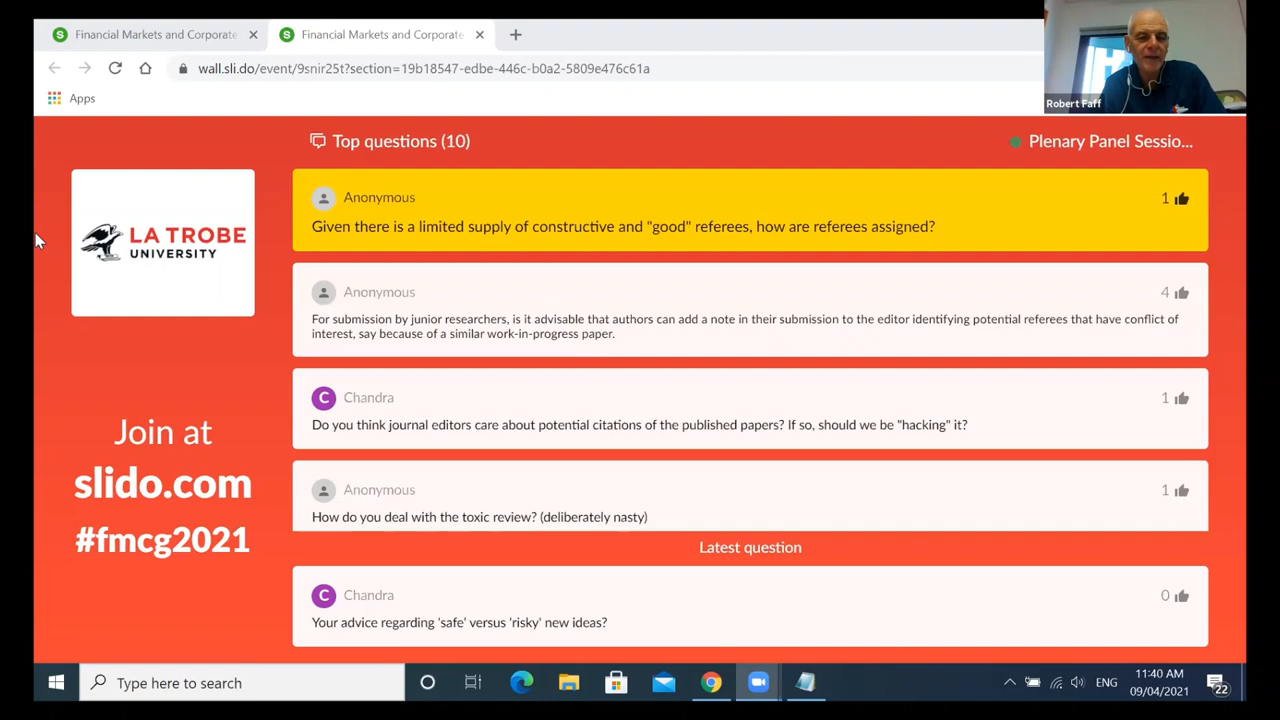 Financial Markets and Corporate
Financial Markets and Corporate
wall.sli.do/event/9snir25t?section=19b18547-edbe-446c-b0a2-5809e476c61a
Apps
Robert Faff
Top questions (10)
Plenary Panel Sessio...
LA TROBE
UNIVERSITY
Anonymous
1
Given there is a limited supply of constructive and "good" referees, how are referees assigned?
Anonymous
4
For submission by junior researchers, is it advisable that authors can add a note in their submission to the editor identifying potential referees that have conflict of
interest, say because of a similar work-in-progress paper.
C
Chandra
1
Do you think journal editors care about potential citations of the published papers? If so, should we be "hacking" it?
Anonymous
1
How do you deal with the toxic review? (deliberately nasty)
Join at
slido.com
#fmcg2021
Latest question
C
Chandra
0
Your advice regarding 'safe' versus 'risky' new ideas?
Type here to search
ENG
11:40 AM
09/04/2021
22